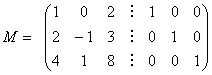 M = ( 1 0 2 ⋮ 1 0 0
2 -1 3 ⋮ 0 1 0
4 1 8 ⋮ 0 0 1 )